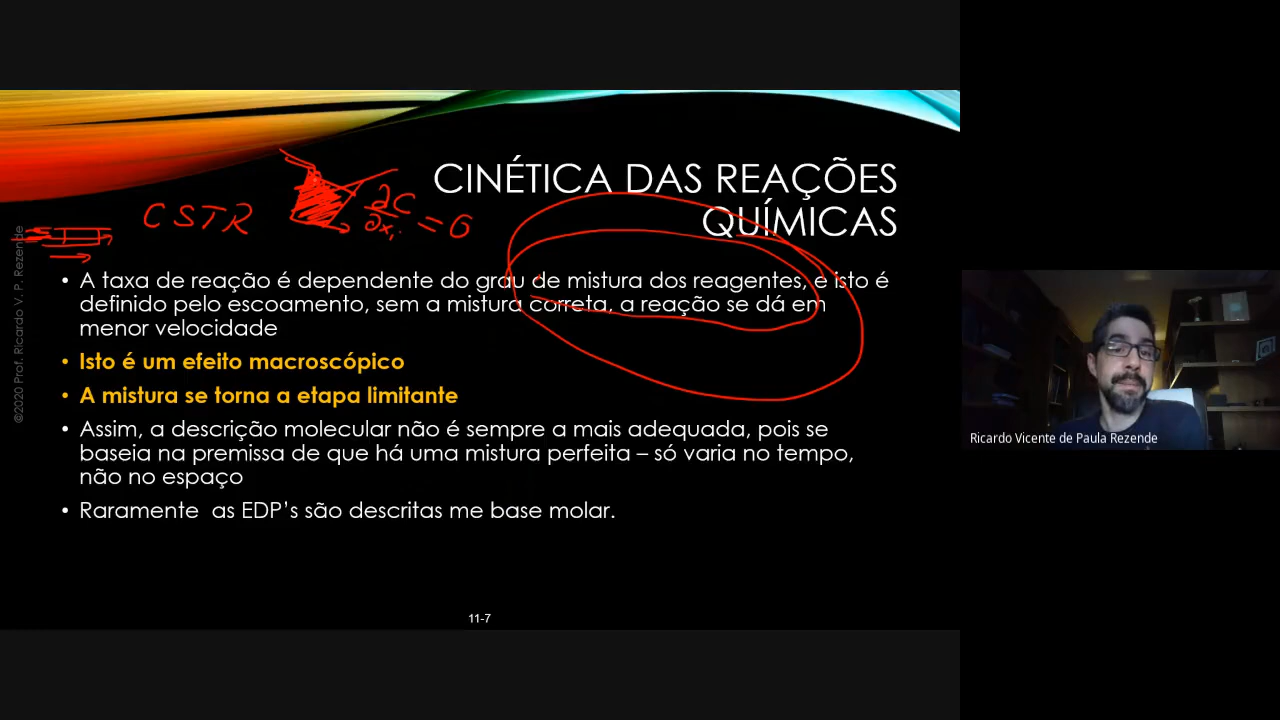 CINÉTICA DAS REAÇÕES
QUÍMICAS
CSTR
∂C
∂xᵢ
= 0
• A taxa de reação é dependente do grau de mistura dos reagentes, e isto é
definido pelo escoamento, sem a mistura correta, a reação se dá em
menor velocidade
• Isto é um efeito macroscópico
• A mistura se torna a etapa limitante
• Assim, a descrição molecular não é sempre a mais adequada, pois se
baseia na premissa de que há uma mistura perfeita – só varia no tempo,
não no espaço
• Raramente as EDP's são descritas me base molar.
11-7
©2020 Prof. Ricardo V. P. Rezende
Ricardo Vicente de Paula Rezende